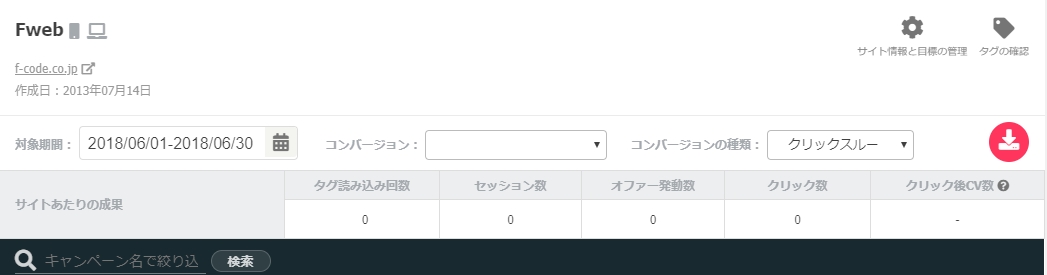 Fweb
サイト情報と目標の管理 タグの確認
f-code.co.jp
作成日：2013年07月14日
対象期間： 2018/06/01-2018/06/30 コンバージョン： コンバージョンの種類： クリックスルー
タグ読み込み回数 セッション数 オファー発動数 クリック数 クリック後CV数
サイトあたりの成果
0 0 0 0 -
キャンペーン名で絞り込 検索